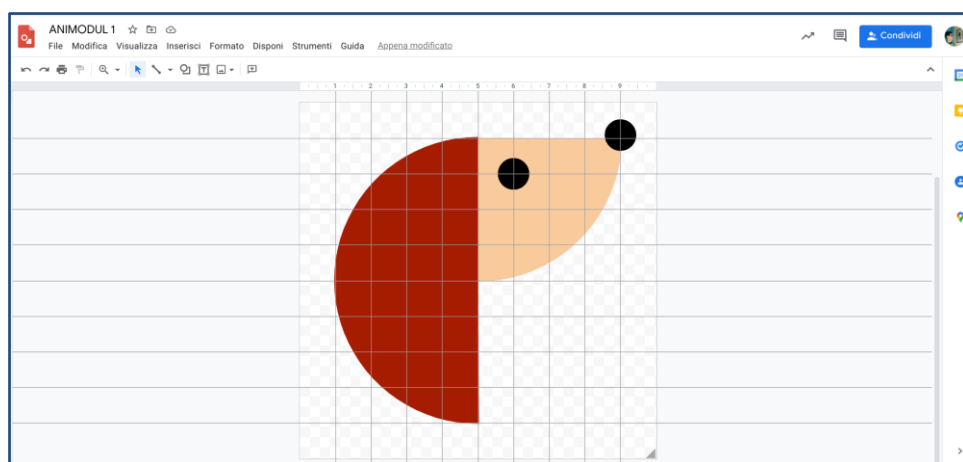 ANIMODUL 1
File Modifica Visualizza Inserisci Formato Disponi Strumenti Guida Appena modificato
Condividi
1 2 3 4 5 6 7 8 9